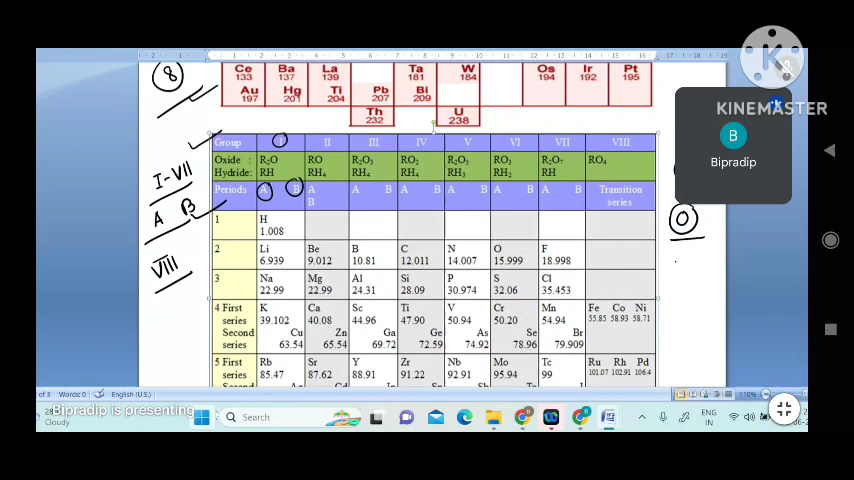 8
Ce Ba La Ta W Os Ir Pt
133 137 139 181 184 194 192 195
Au Hg Ti Pb Bi
197 201 204 207 209
Th U
232 238
KINEMASTER
B
Bipradip
Group II III IV V VI VII VIII
Oxide : R₂O RO R₂O₃ RO₂ R₂O₅ RO₃ R₂O₇ RO₄
Hydride: RH RH₄ RH₄ RH₄ RH₃ RH₂ RH
Periods A B A B A B A B A B A B A B Transition series
I-VII
A B
VIII
O
1 H
1.008
2 Li Be B C N O F
6.939 9.012 10.81 12.011 14.007 15.999 18.998
3 Na Mg Al Si P S Cl
22.99 22.99 24.31 28.09 30.974 32.06 35.453
4 First series K Ca Sc Ti V Cr Mn Fe Co Ni
39.102 40.08 44.96 47.90 50.94 50.20 54.94 55.85 58.93 58.71
Second series Cu Zn Ga Ge As Se Br
63.54 65.54 69.72 72.59 74.92 78.96 79.909
5 First series Rb Sr Y Zr Nb Mo Tc Ru Rh Pd
85.47 87.62 88.91 91.22 92.91 95.94 99 101.07 102.91 106.4
of 3 Words: 0 English (U.S.) 110%
Bipradip is presenting
Cloudy
Search
ENG
IN